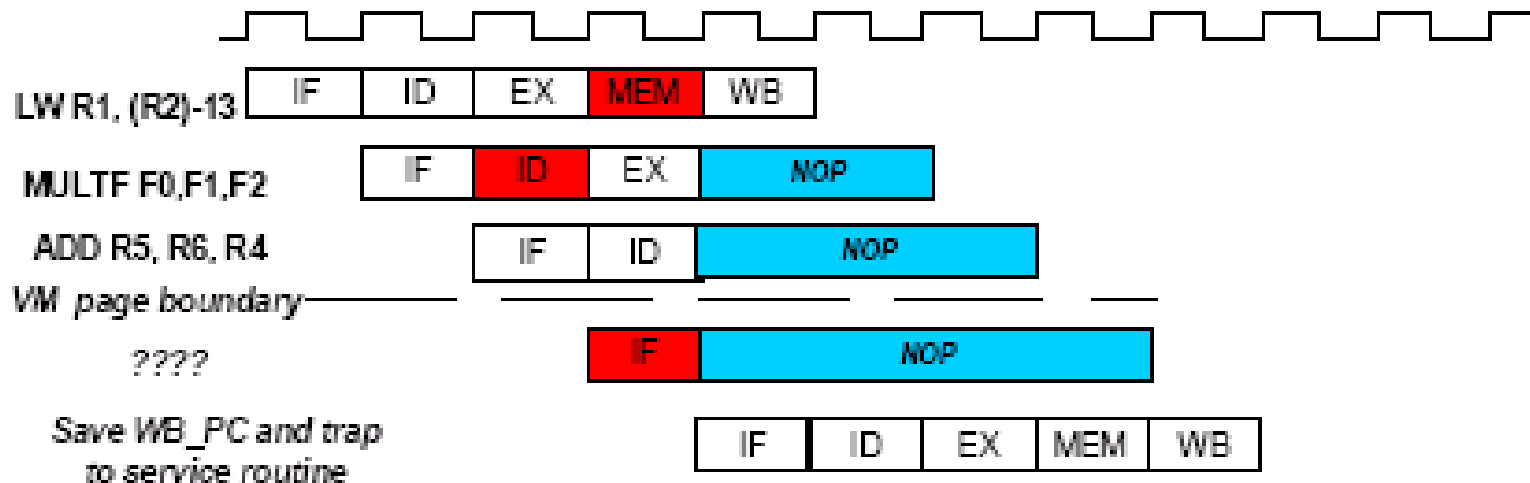 LW R1, (R2)-13 IF ID EX MEM WB
MULTF F0,F1,F2 IF ID EX NOP
ADD R5, R6, R4 IF ID NOP
VM page boundary
???? IF NOP
Save WB_PC and trap
to service routine
IF ID EX MEM WB